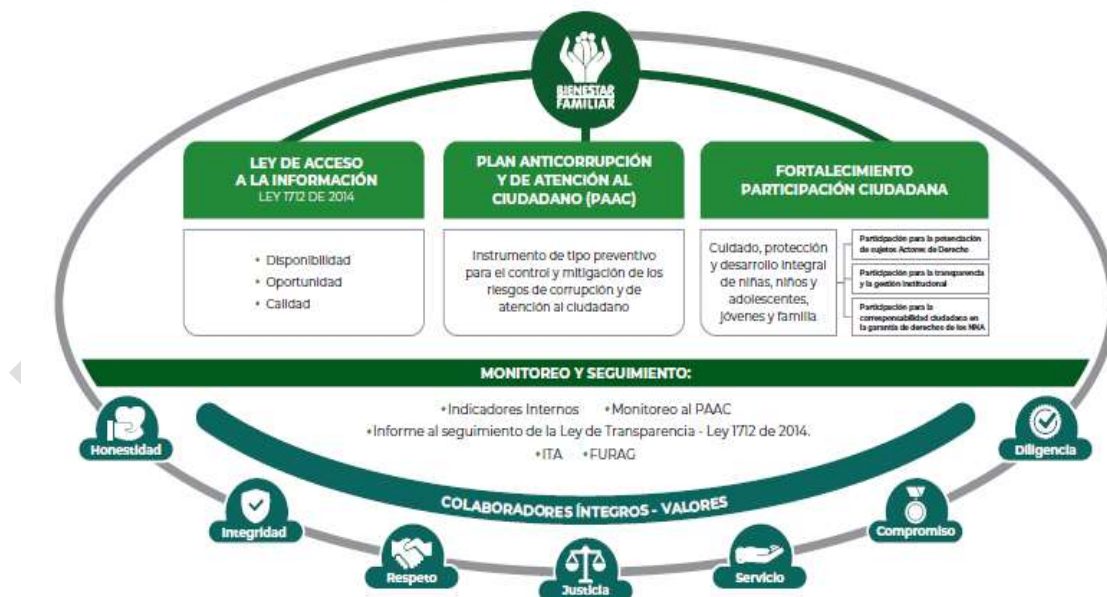 BIENESTAR
FAMILIAR
LEY DE ACCESO
A LA INFORMACIÓN
LEY 1712 DE 2014
• Disponibilidad
• Oportunidad
• Calidad
PLAN ANTICORRUPCIÓN
Y DE ATENCIÓN AL
CIUDADANO (PAAC)
Instrumento de tipo preventivo
para el control y mitigación de los
riesgos de corrupción y de
atención al ciudadano
FORTALECIMIENTO
PARTICIPACIÓN CIUDADANA
Cuidado, protección
y desarrollo integral
de niñas, niños y
adolescentes,
jóvenes y familia
Participación para la potenciación
de sujetos Actores de Derecho
Participación para la transparencia
y la gestión institucional
Participación para la
corresponsabilidad ciudadana en
la garantía de derechos de los NNA
MONITOREO Y SEGUIMIENTO:
• Indicadores Internos • Monitoreo al PAAC
• Informe al seguimiento de la Ley de Transparencia - Ley 1712 de 2014.
• ITA • FURAG
COLABORADORES ÍNTEGROS - VALORES
Honestidad
Integridad
Respeto
Justicia
Servicio
Compromiso
Diligencia